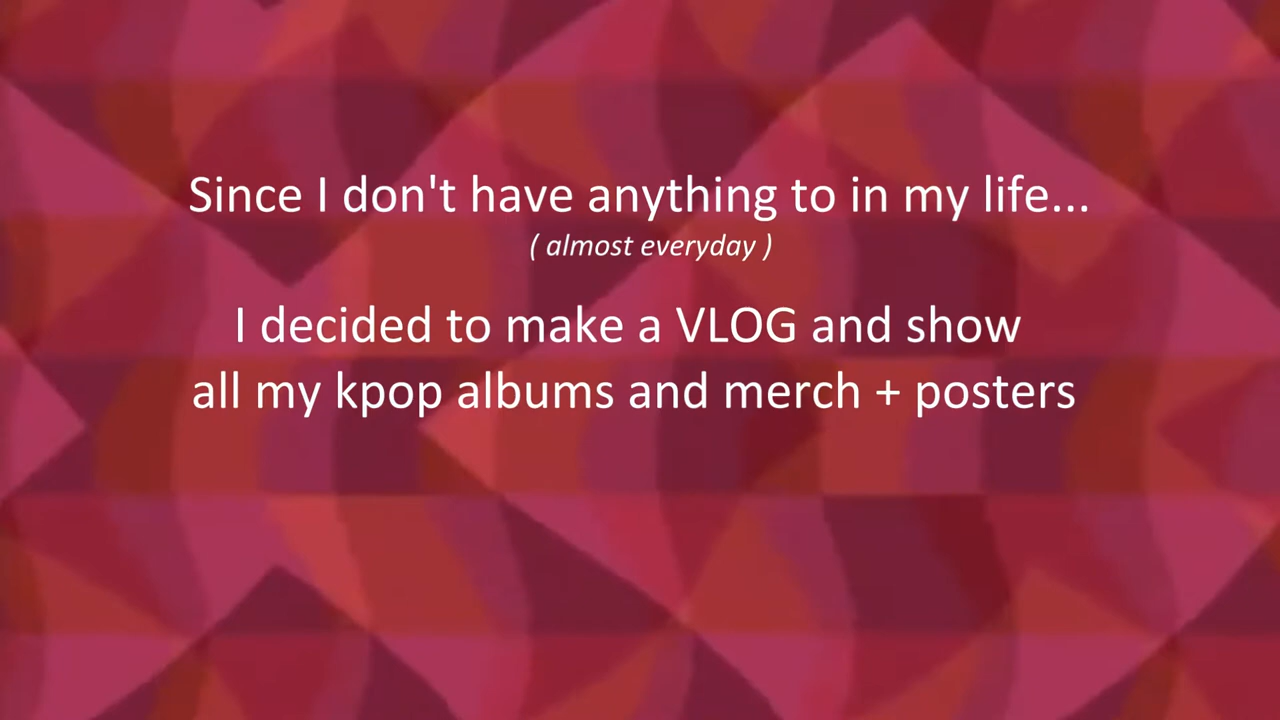 Since I don't have anything to in my life...
( almost everyday )
I decided to make a VLOG and show
all my kpop albums and merch + posters